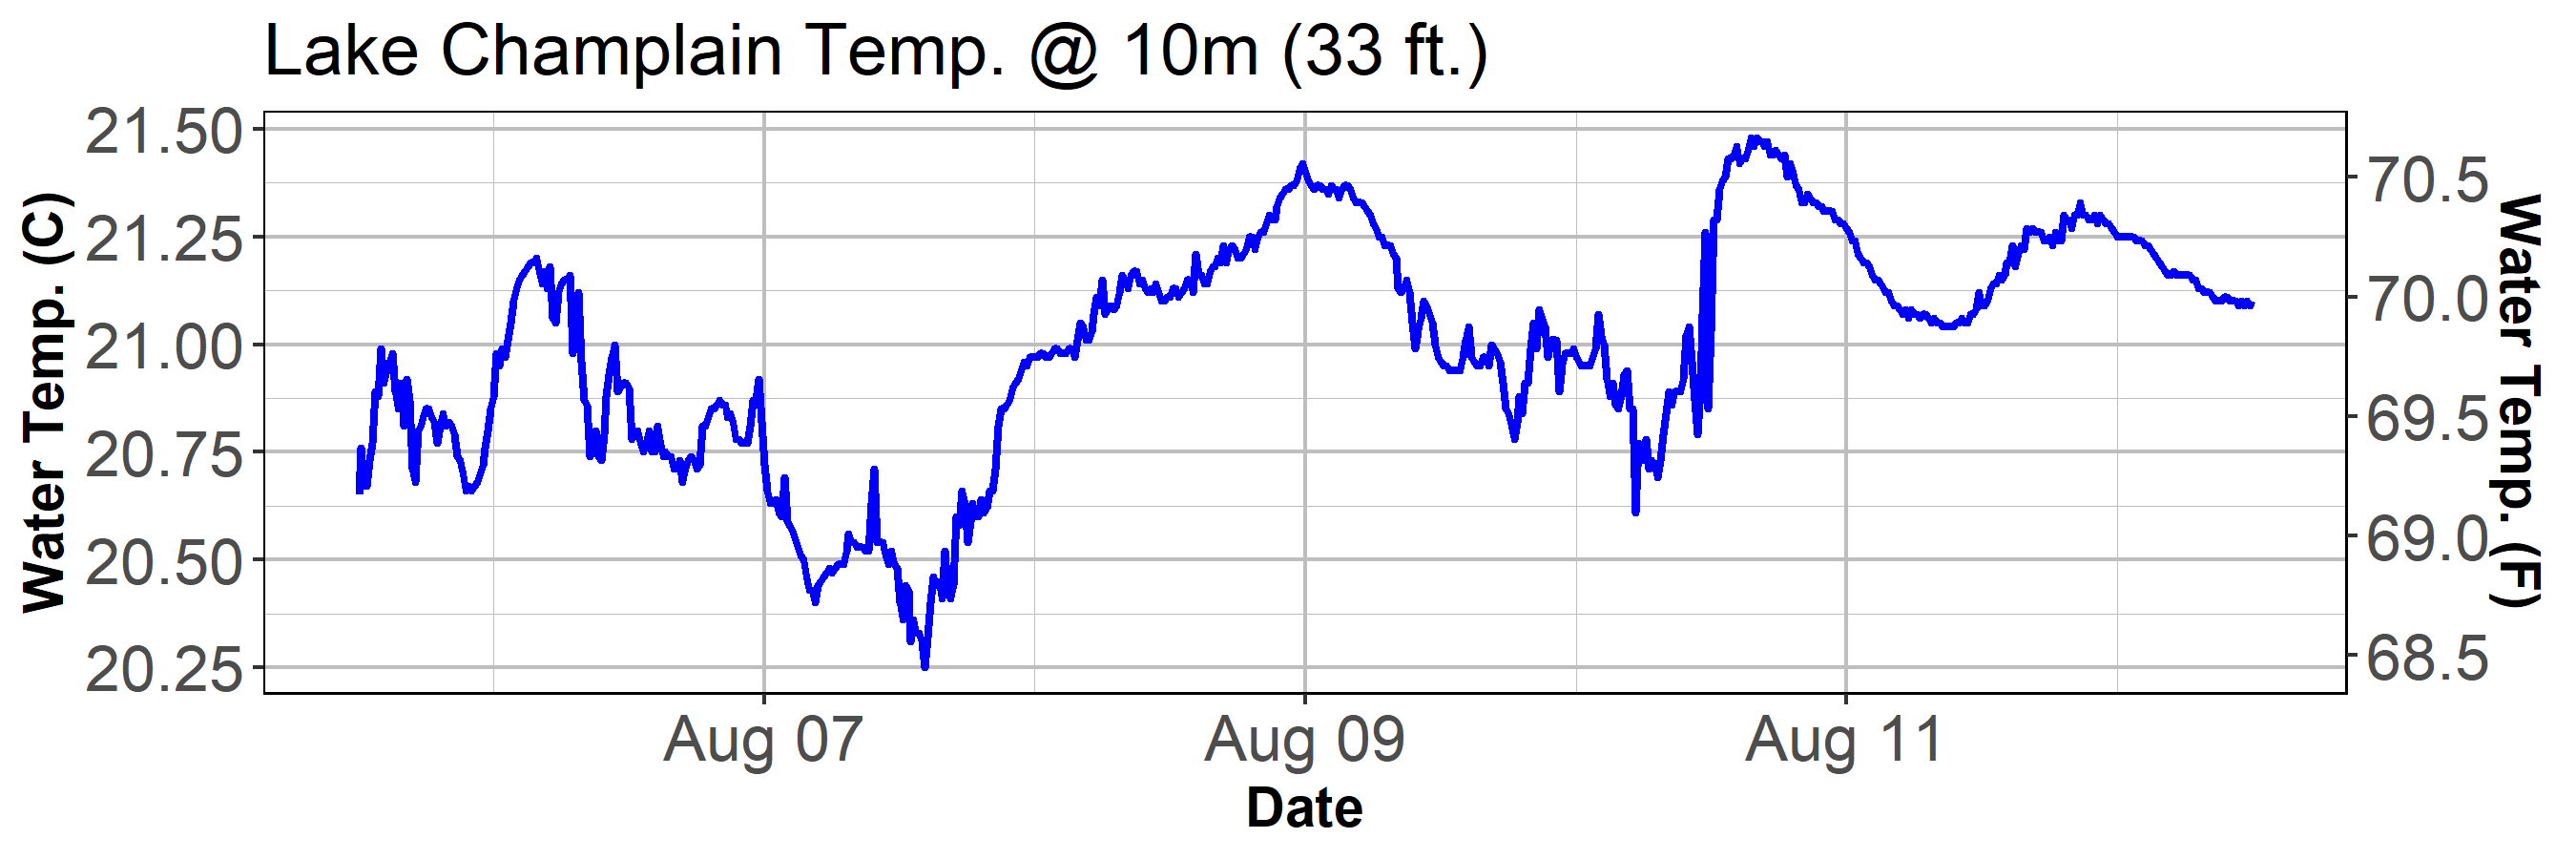 Lake Champlain Temp. @ 10m (33 ft.)
Water Temp. (C)
21.50
21.25
21.00
20.75
20.50
20.25
70.5
70.0
69.5
69.0
68.5
Water Temp. (F)
Aug 07 Aug 09 Aug 11
Date